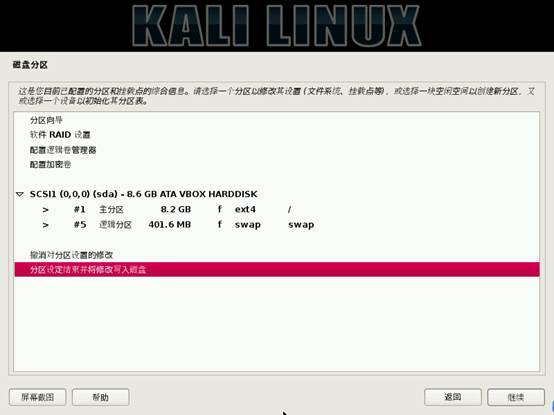 KALI LINUX
磁盘分区
这是您目前已配置的分区和挂载点的综合信息。请选择一个分区以修改其设置 (文件系统、挂载点等)，或选择一块空闲空间以创建新分区，又
或选择一个设备以初始化其分区表。
分区向导
软件 RAID 设置
配置逻辑卷管理器
配置加密卷
SCSI1 (0,0,0) (sda) - 8.6 GB ATA VBOX HARDDISK
> #1 主分区 8.2 GB f ext4 /
> #5 逻辑分区 401.6 MB f swap swap
撤消对分区设置的修改
分区设定结束并将修改写入磁盘
屏幕截图 帮助 返回 继续